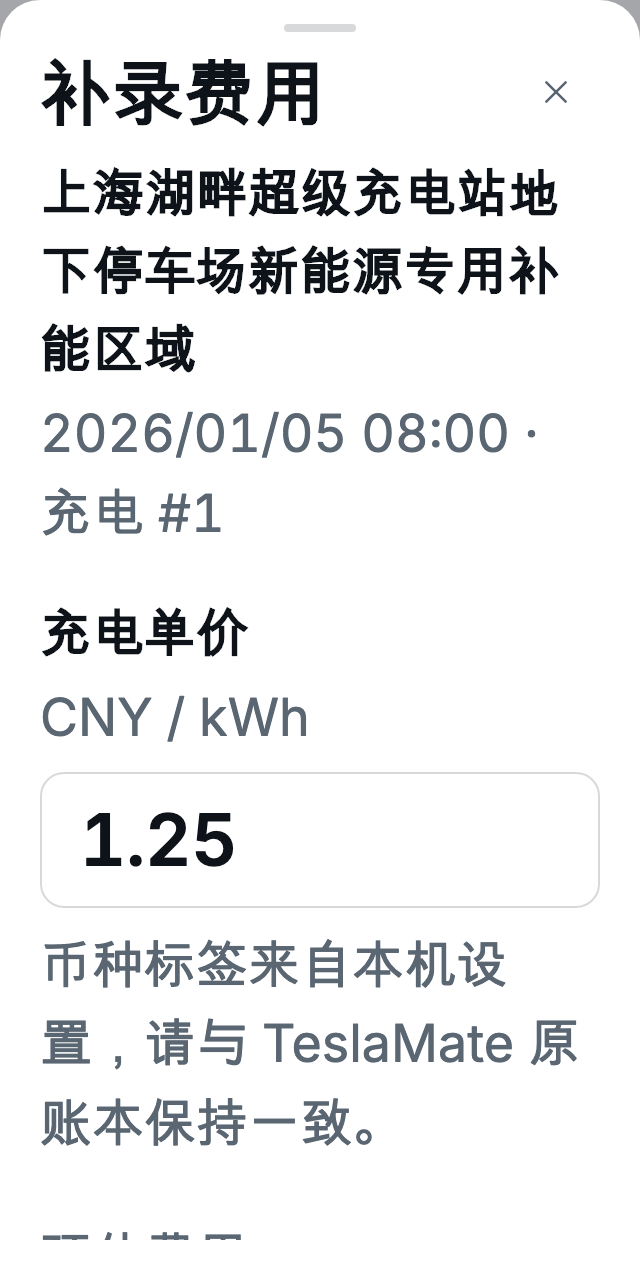 补录费用
上海湖畔超级充电站地
下停车场新能源专用补
能区域
2026/01/05 08:00 ·
充电 #1
充电单价
CNY / kWh
1.25
币种标签来自本机设
置，请与 TeslaMate 原
账本保持一致。